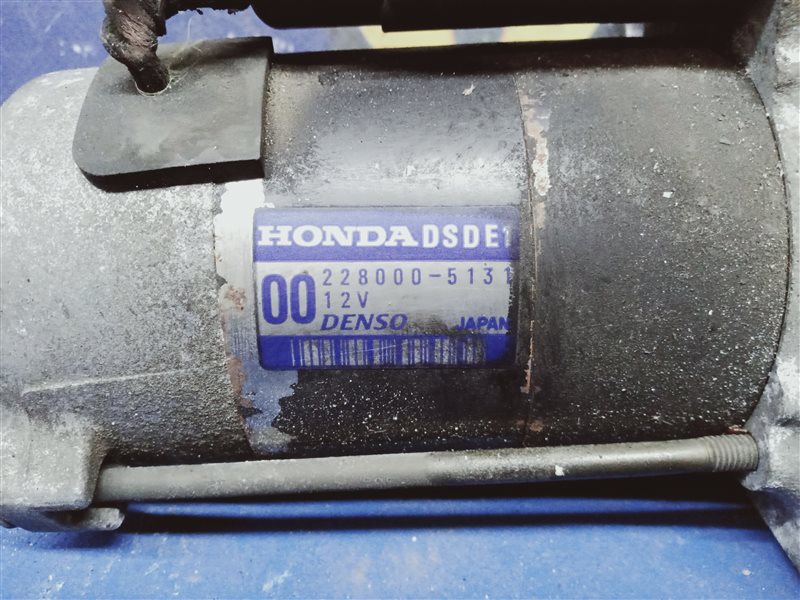 HONDA DSDE1
00 228000-5131
12V
DENSO JAPAN